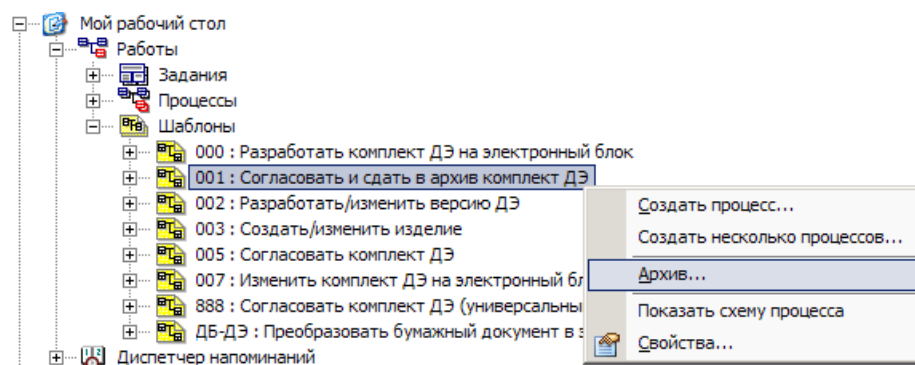 Мой рабочий стол
Работы
Задания
Процессы
Шаблоны
000 : Разработать комплект ДЭ на электронный блок
001 : Согласовать и сдать в архив комплект ДЭ
002 : Разработать/изменить версию ДЭ
003 : Создать/изменить изделие
005 : Согласовать комплект ДЭ
007 : Изменить комплект ДЭ на электронный
888 : Согласовать комплект ДЭ (универсальны
ДБ-ДЭ : Преобразовать бумажный документ в
Диспетчер напоминаний
Создать процесс...
Создать несколько процессов...
Архив...
Показать схему процесса
Свойства...